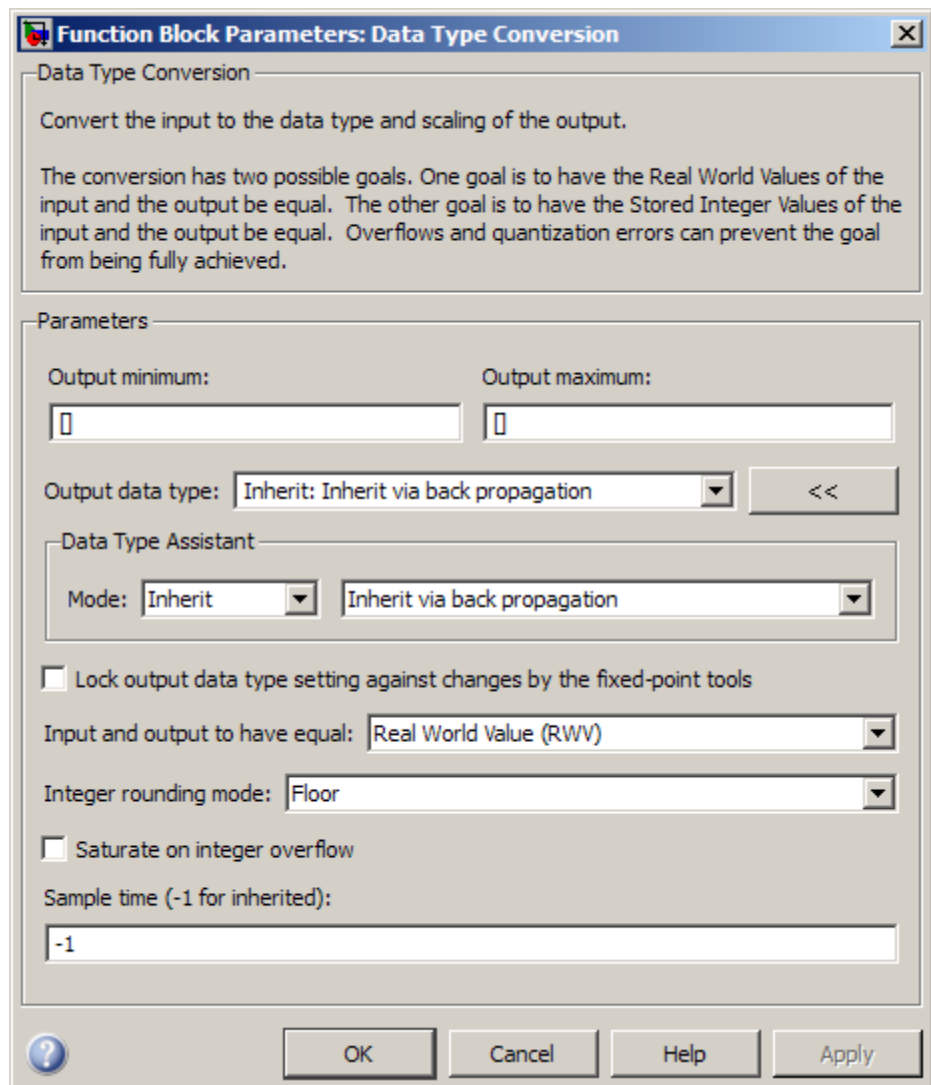 Function Block Parameters: Data Type Conversion
Data Type Conversion
Convert the input to the data type and scaling of the output.
The conversion has two possible goals. One goal is to have the Real World Values of the
input and the output be equal.  The other goal is to have the Stored Integer Values of the
input and the output be equal.  Overflows and quantization errors can prevent the goal
from being fully achieved.
Parameters
Output minimum: Output maximum:
[] []
Output data type: Inherit: Inherit via back propagation <<
Data Type Assistant
Mode: Inherit Inherit via back propagation
Lock output data type setting against changes by the fixed-point tools
Input and output to have equal: Real World Value (RWV)
Integer rounding mode: Floor
Saturate on integer overflow
Sample time (-1 for inherited):
-1
? OK Cancel Help Apply